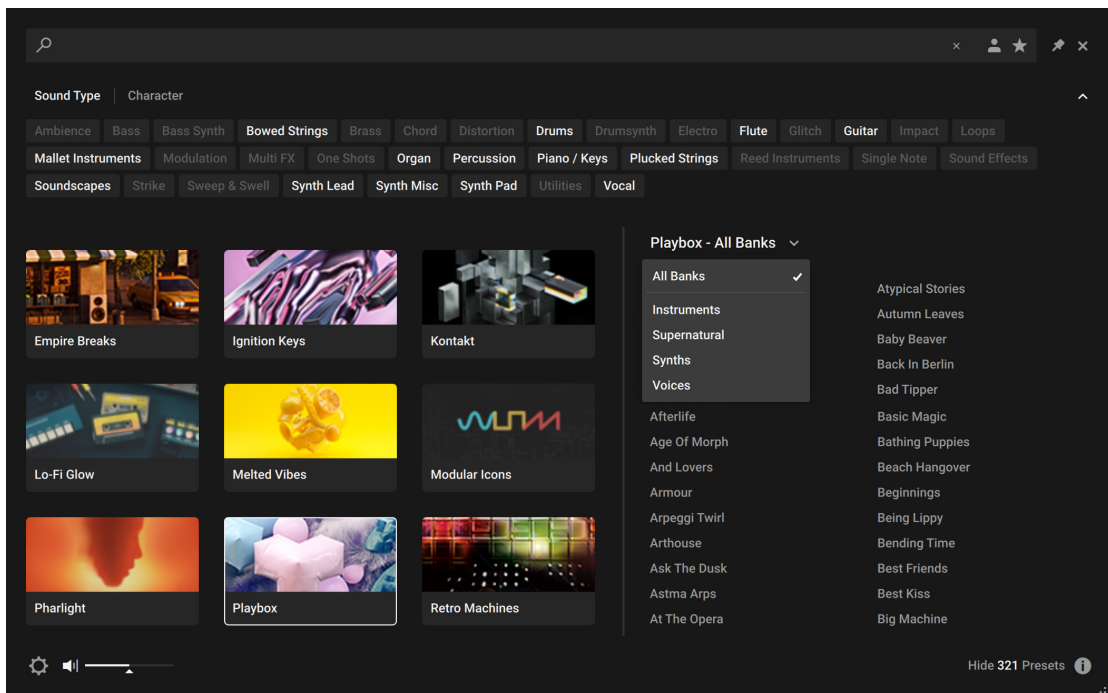 Sound Type Character
Ambience Bass Bass Synth Bowed Strings Brass Chord Distortion Drums Drumsynth Electro Flute Glitch Guitar Impact Loops
Mallet Instruments Modulation Multi FX One Shots Organ Percussion Piano / Keys Plucked Strings Reed Instruments Single Note Sound Effects
Soundscapes Strike Sweep & Swell Synth Lead Synth Misc Synth Pad Utilities Vocal
Empire Breaks
Ignition Keys
Kontakt
Lo-Fi Glow
Melted Vibes
Modular Icons
Pharlight
Playbox
Retro Machines
Playbox - All Banks
All Banks
Instruments
Supernatural
Synths
Voices
Afterlife
Age Of Morph
And Lovers
Armour
Arpeggi Twirl
Arthouse
Ask The Dusk
Astma Arps
At The Opera
Atypical Stories
Autumn Leaves
Baby Beaver
Back In Berlin
Bad Tipper
Basic Magic
Bathing Puppies
Beach Hangover
Beginnings
Being Lippy
Bending Time
Best Friends
Best Kiss
Big Machine
Hide 321 Presets